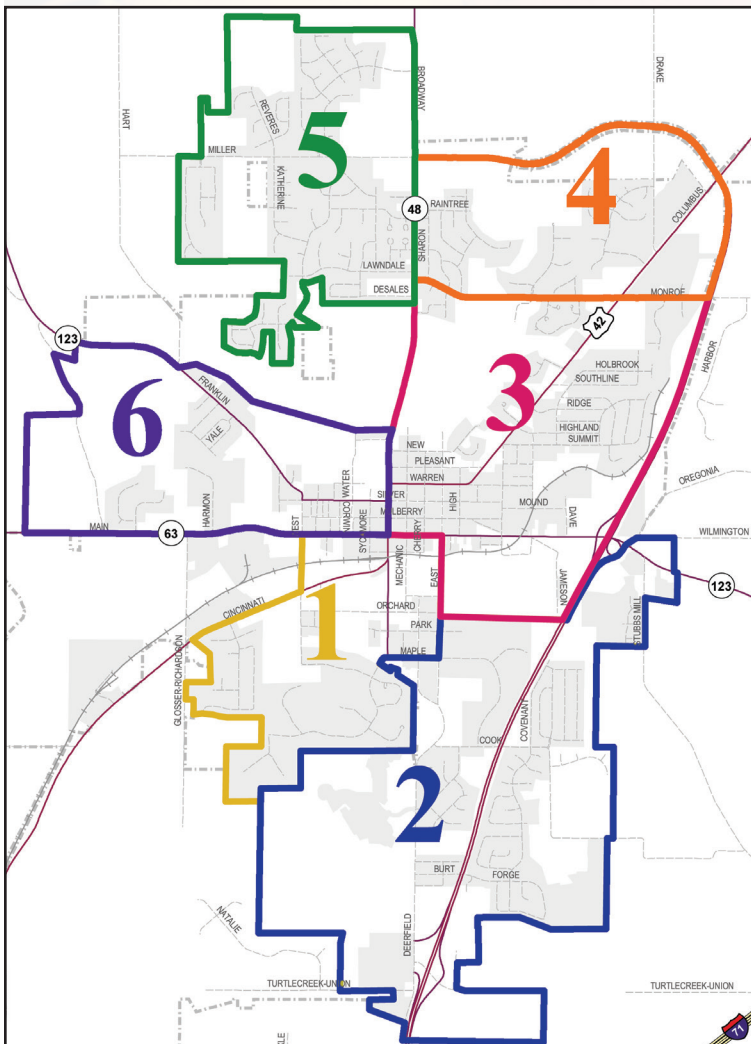 BROADWAY
DRAKE
HART
REVERES
MILLER
5
KATHERINE
4
COLUMBUS
48
RAINTREE
SHARON
LAWNDALE
DESALES
MONROE
42
123
HARBOR
3
HOLBROOK
SOUTHLINE
FRANKLIN
6
YALE
RIDGE
HIGHLAND
SUMMIT
NEW
PLEASANT
WARREN
OREGONIA
HARMON
CORWIN
WATER
SILVER
HIGH
MOUND
MULBERRY
DAVE
MAIN
63
EST
SYCAMORE
CHERRY
WILMINGTON
MECHANIC
EAST
JAMESON
123
CINCINNATI
1
ORCHARD
PARK
STUBBS MILL
MAPLE
GLOSSER-RICHARDSON
COVENANT
COOK
2
BURT
FORGE
NATALIE
DEERFIELD
TURTLECREEK-UNION
TURTLECREEK-UNION
LE
71